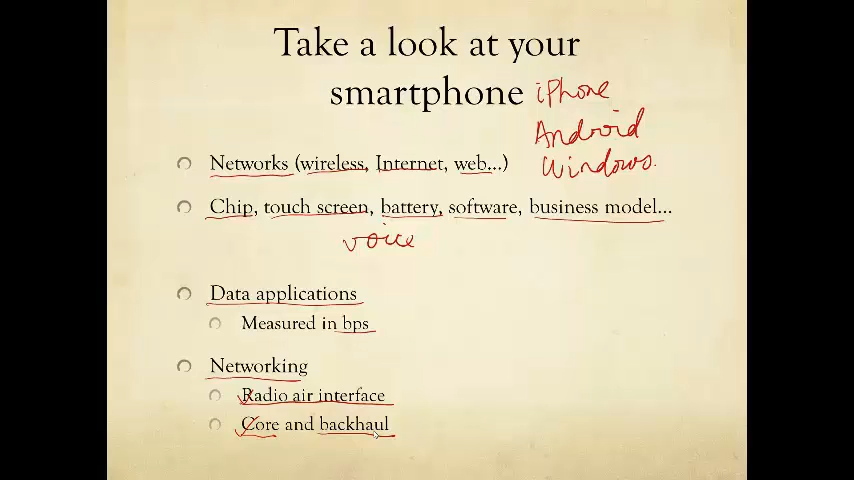 Take a look at your
smartphone iPhone
Android
Networks (wireless, Internet, web...) Windows.
Chip, touch screen, battery, software, business model...
voice
Data applications
Measured in bps
Networking
Radio air interface
Core and backhaul